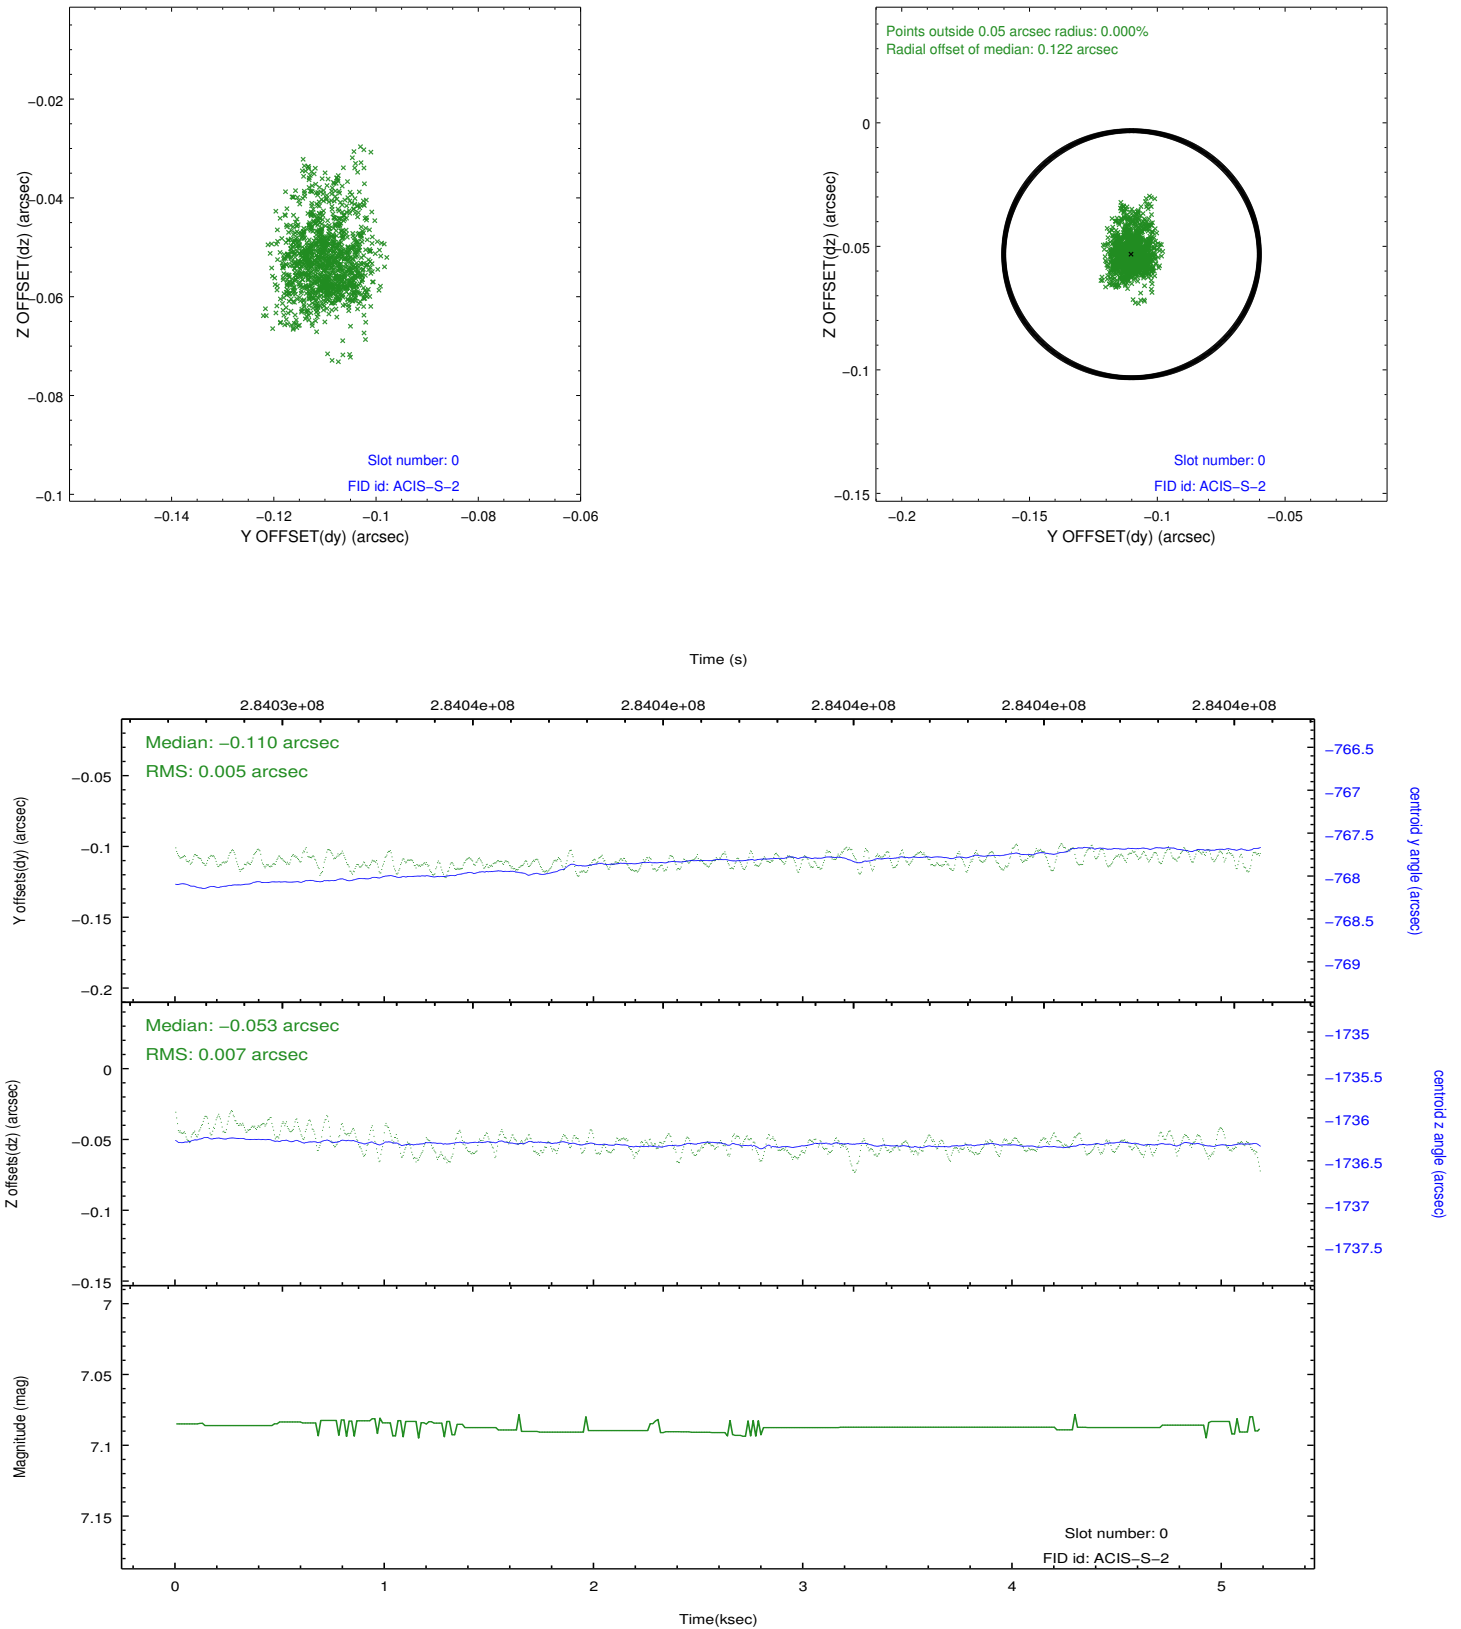 −0.02
−0.04
−0.06
−0.08
−0.1
Z OFFSET(dz) (arcsec)
−0.14
−0.12
−0.1
−0.08
−0.06
Y OFFSET(dy) (arcsec)
Slot number: 0
FID id: ACIS−S−2
Points outside 0.05 arcsec radius: 0.000%
Radial offset of median: 0.122 arcsec
0
−0.05
−0.1
−0.15
Z OFFSET(dz) (arcsec)
−0.2
−0.15
−0.1
−0.05
Y OFFSET(dy) (arcsec)
Slot number: 0
FID id: ACIS−S−2
Time (s)
2.8403e+08
2.8404e+08
2.8404e+08
2.8404e+08
2.8404e+08
2.8404e+08
Median: −0.110 arcsec
RMS: 0.005 arcsec
−0.05
−0.1
−0.15
−0.2
Y offsets(dy) (arcsec)
−766.5
−767
−767.5
−768
−768.5
−769
centroid y angle (arcsec)
Median: −0.053 arcsec
RMS: 0.007 arcsec
0
−0.05
−0.1
−0.15
Z offsets(dz) (arcsec)
−1735
−1735.5
−1736
−1736.5
−1737
−1737.5
centroid z angle (arcsec)
7
7.05
7.1
7.15
Magnitude (mag)
Slot number: 0
FID id: ACIS−S−2
0
1
2
3
4
5
Time(ksec)